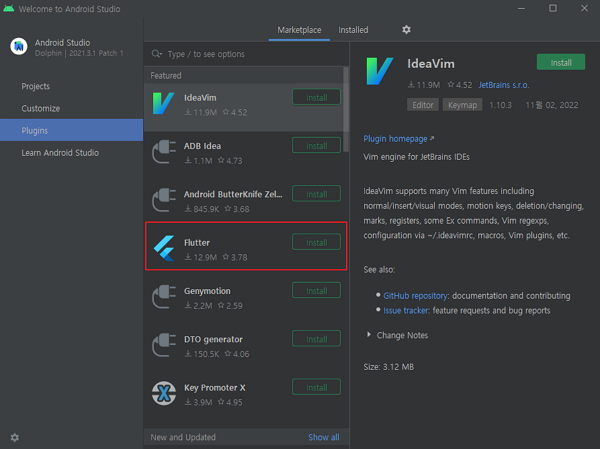 Welcome to Android Studio
Android Studio
Dolphin | 2021.3.1 Patch 1
Projects
Customize
Plugins
Learn Android Studio
Marketplace
Installed
Type / to see options
Featured
IdeaVim
11.9M 4.52
Install
ADB Idea
1.1M 4.73
Install
Android ButterKnife Zel...
845.9K 3.68
Install
Flutter
12.9M 3.78
Install
Genymotion
2.2M 2.59
Install
DTO generator
150.5K 4.06
Install
Key Promoter X
3.9M 4.95
Install
New and Updated
Show all
IdeaVim
Install
11.9M 4.52 JetBrains s.r.o.
Editor Keymap 1.10.3 11월 02, 2022
Plugin homepage
Vim engine for JetBrains IDEs
IdeaVim supports many Vim features including
normal/insert/visual modes, motion keys, deletion/changing,
marks, registers, some Ex commands, Vim regexps,
configuration via ~/.ideavimrc, macros, Vim plugins, etc.
See also:
GitHub repository: documentation and contributing
Issue tracker: feature requests and bug reports
Change Notes
Size: 3.12 MB